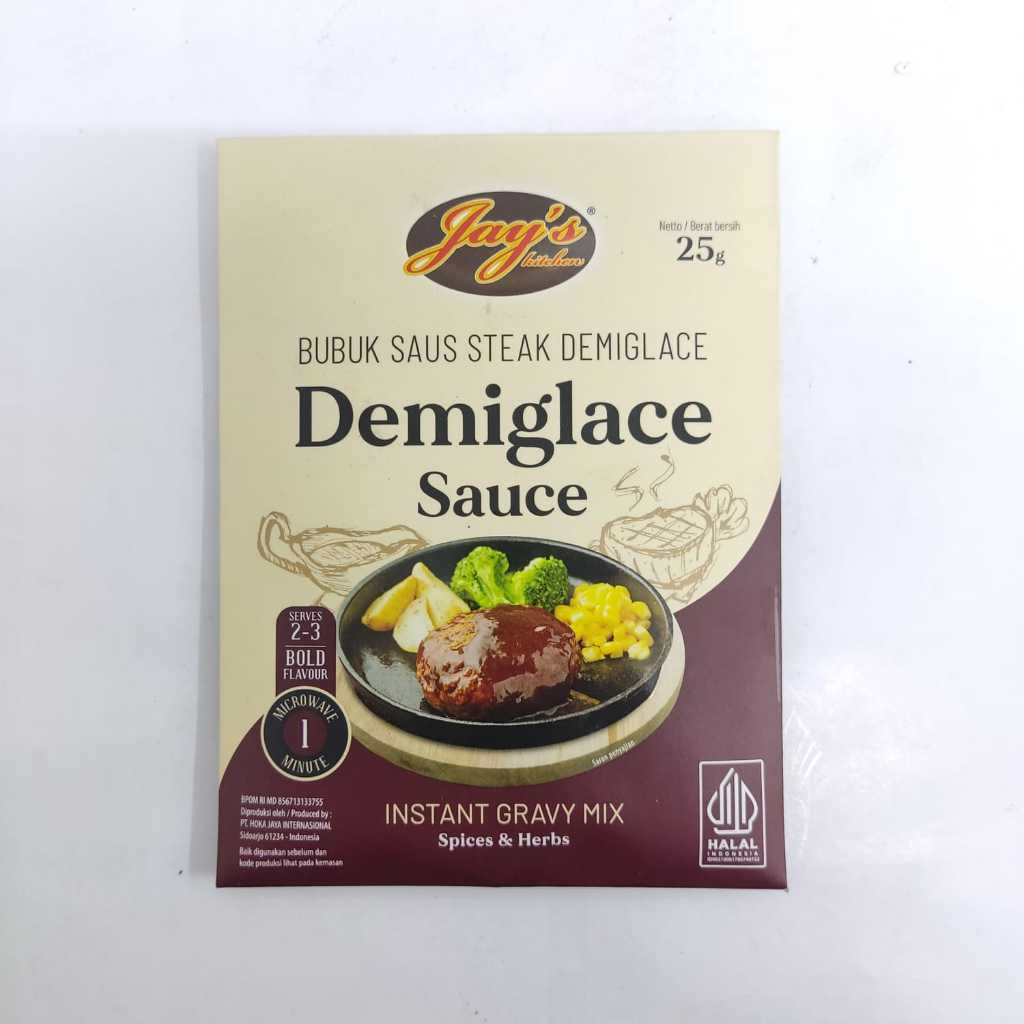 Jay's
kitchen
®
Netto / Berat bersih
25g
BUBUK SAUS STEAK DEMIGLACE
Demiglace
Sauce
SERVES
2-3
BOLD
FLAVOUR
MICROWAVE
1
MINUTE
Saran penyajian
BPOM RI MD 856713133755
Diproduksi oleh / Produced by :
PT. HOKA JAYA INTERNASIONAL
Sidoarjo 61234 - Indonesia
Baik digunakan sebelum dan
kode produksi lihat pada kemasan
INSTANT GRAVY MIX
Spices & Herbs
HALAL
INDONESIA